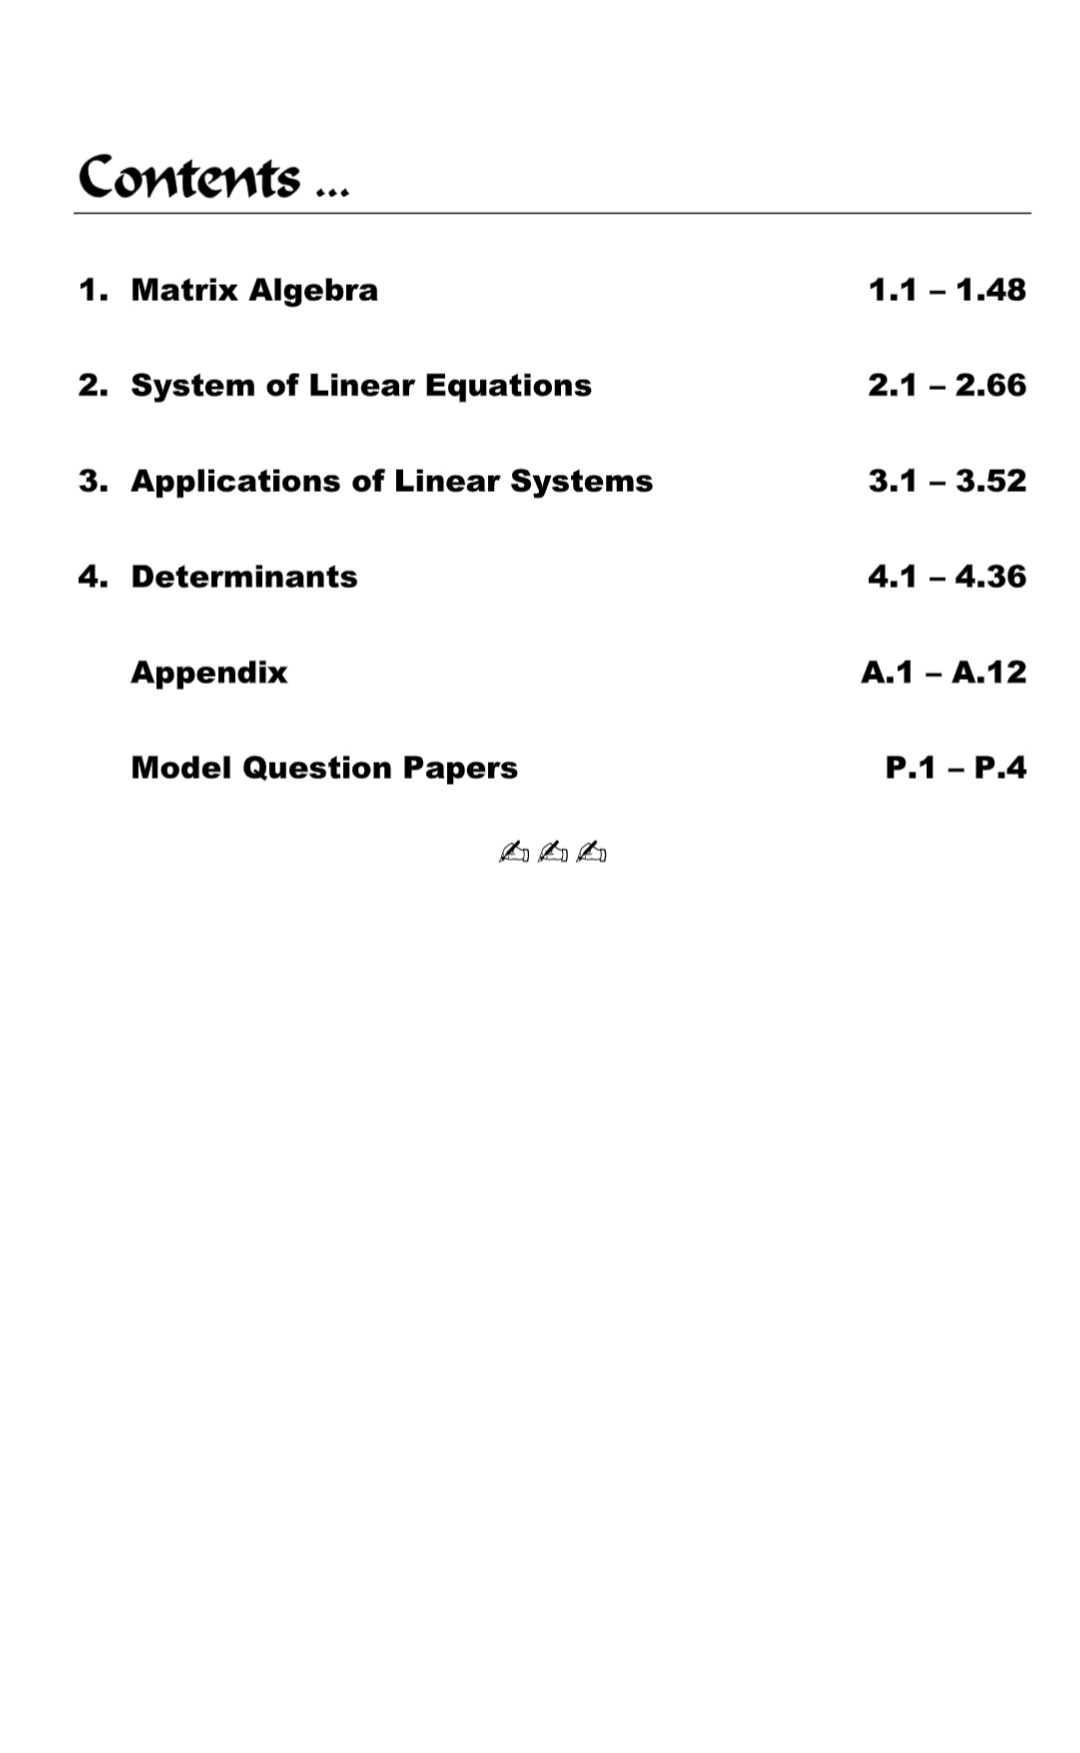 Contents ...
1. Matrix Algebra 1.1 – 1.48
2. System of Linear Equations 2.1 – 2.66
3. Applications of Linear Systems 3.1 – 3.52
4. Determinants 4.1 – 4.36
Appendix A.1 – A.12
Model Question Papers P.1 – P.4